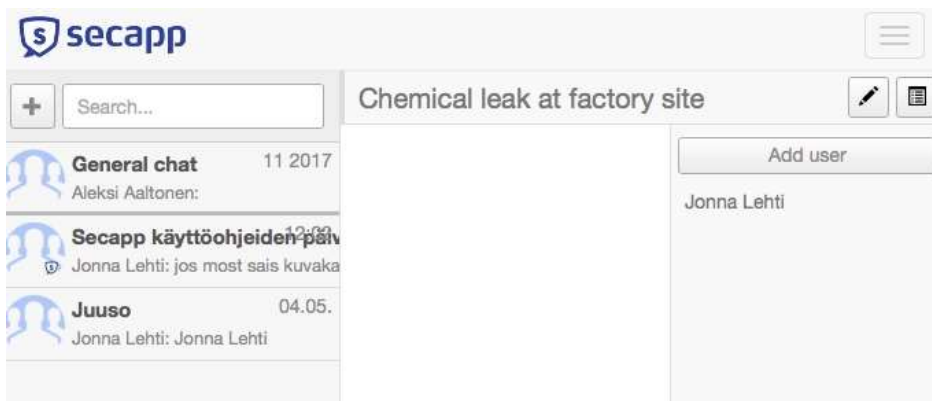 secapp
Search...
General chat 11 2017
Aleksi Aaltonen:
Secapp käyttöohjeiden päiv
Jonna Lehti: jos most sais kuvaka
Juuso 04.05.
Jonna Lehti: Jonna Lehti
Chemical leak at factory site
Add user
Jonna Lehti